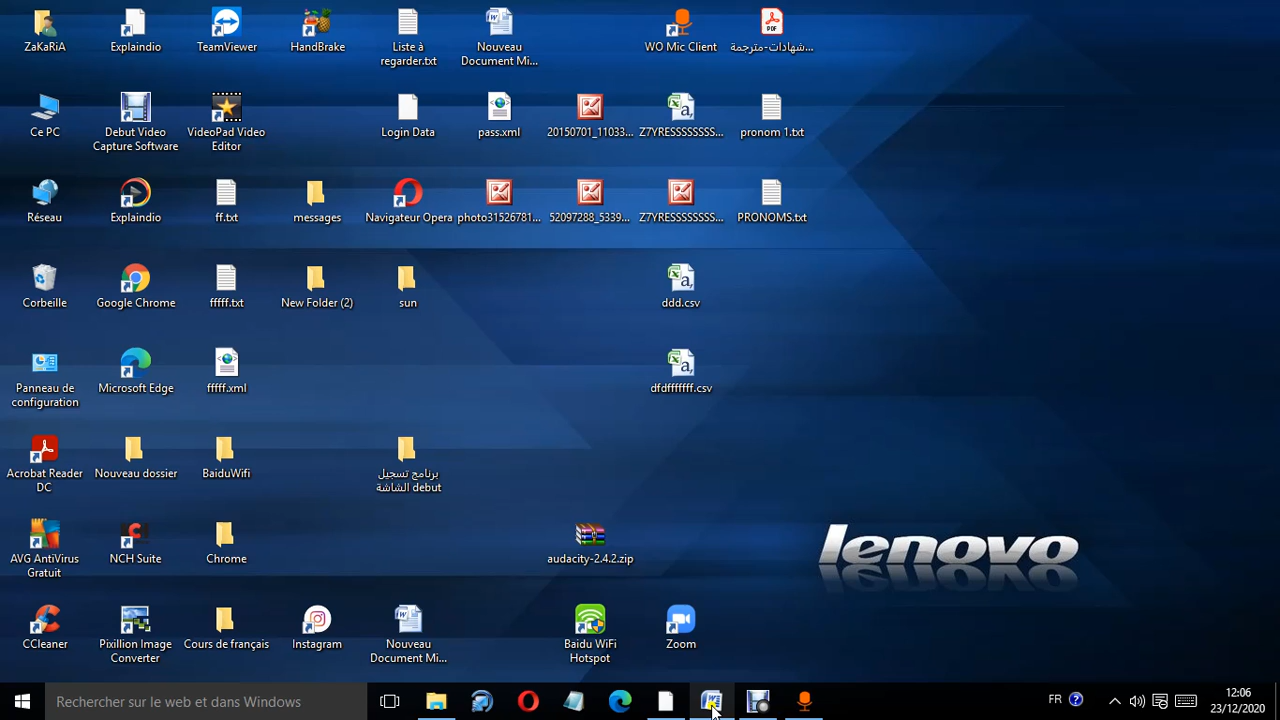 ZaKaRiA
Explaindio
TeamViewer
HandBrake
Liste à
regarder.txt
Nouveau
Document Mi...
WO Mic Client
شهادات-مترجمة...
Ce PC
Debut Video
Capture Software
VideoPad Video
Editor
Login Data
pass.xml
20150701_11033...
Z7YRESSSSSSS...
pronom 1.txt
Réseau
Explaindio
ff.txt
messages
Navigateur Opera
photo31526781...
52097288_5339...
Z7YRESSSSSSS...
PRONOMS.txt
Corbeille
Google Chrome
fffff.txt
New Folder (2)
sun
ddd.csv
Panneau de
configuration
Microsoft Edge
fffff.xml
dfdfffffff.csv
Acrobat Reader
DC
Nouveau dossier
BaiduWifi
برنامج تسجيل
الشاشة debut
AVG AntiVirus
Gratuit
NCH Suite
Chrome
audacity-2.4.2.zip
lenovo
CCleaner
Pixillion Image
Converter
Cours de français
Instagram
Nouveau
Document Mi...
Baidu WiFi
Hotspot
Zoom
Rechercher sur le web et dans Windows
FR
12:06
23/12/2020